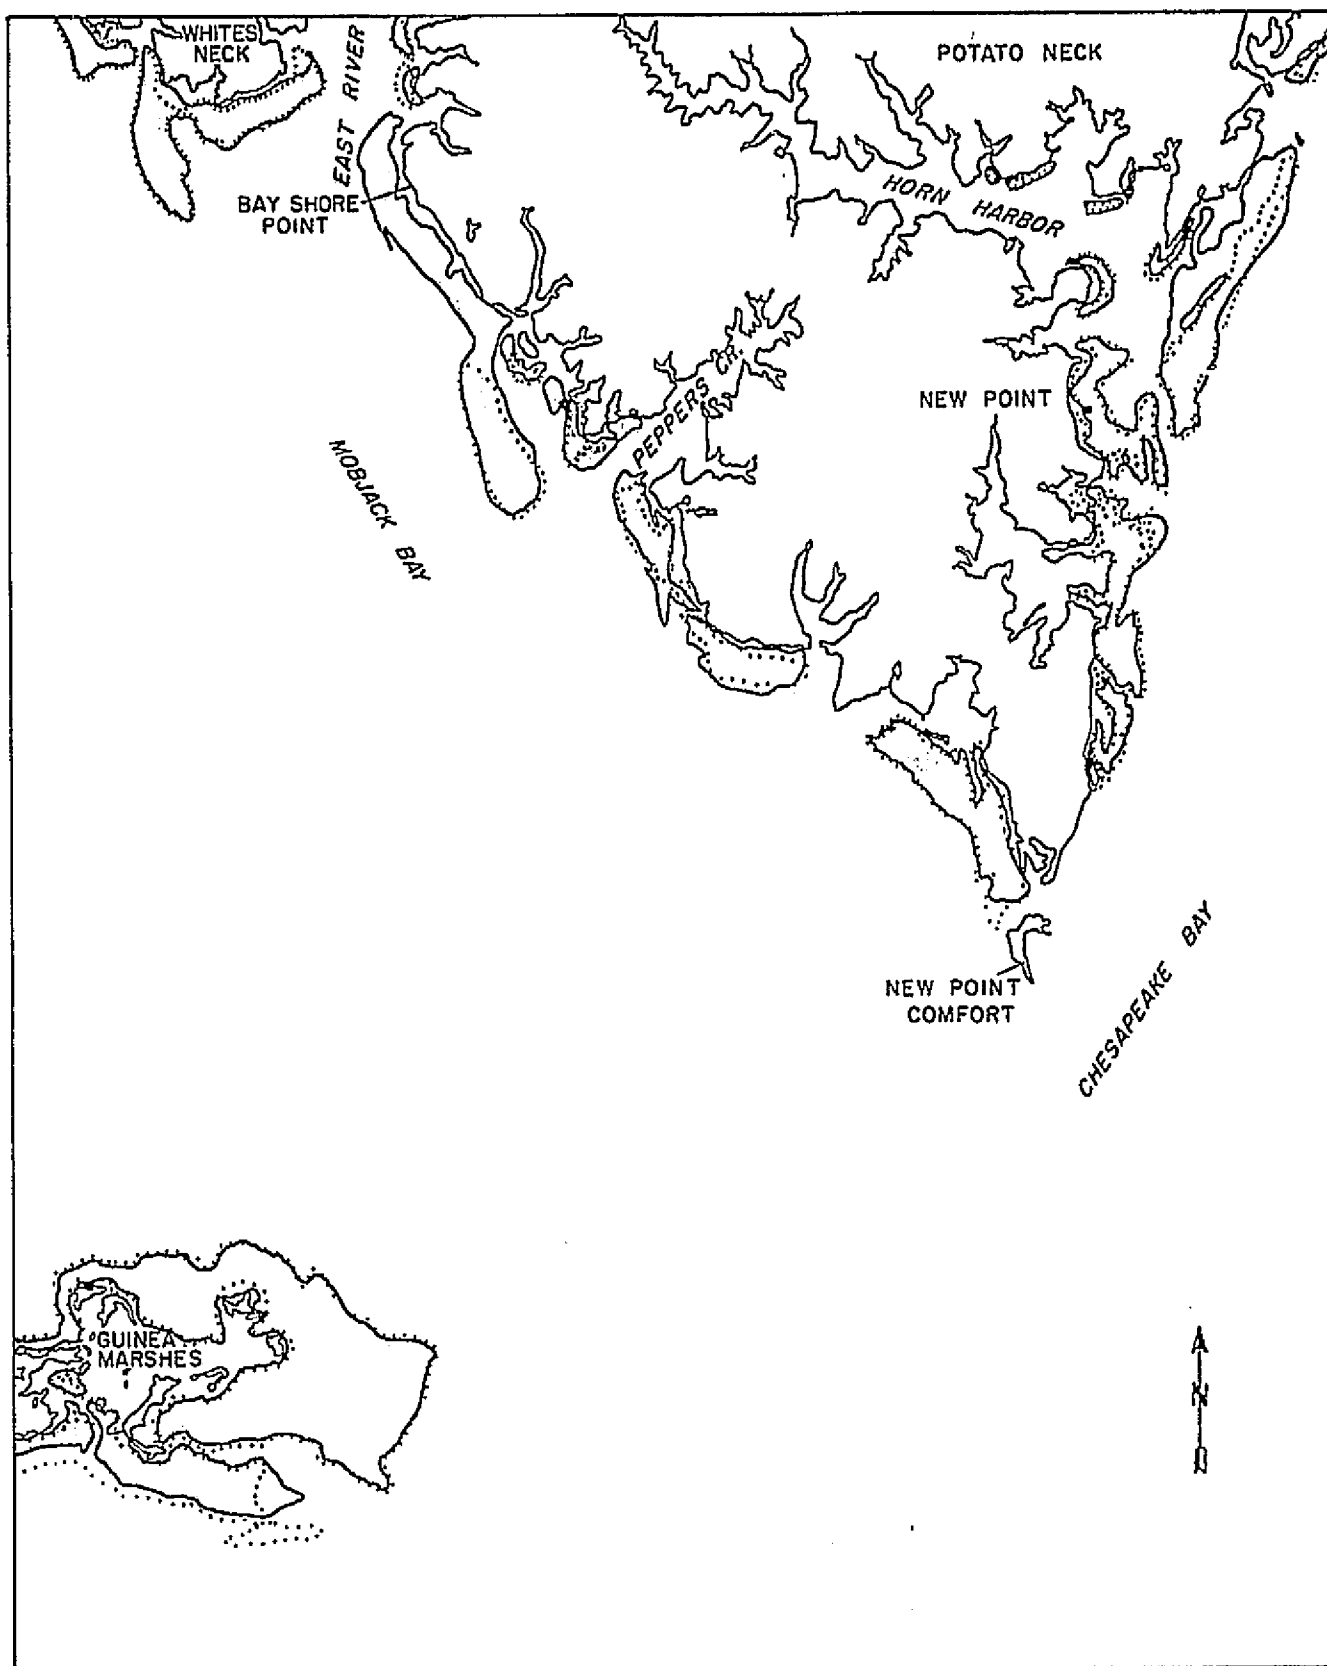 WHITES
NECK
EAST RIVER
POTATO NECK
BAY SHORE
POINT
HORN HARBOR
PEPPERS CR.
NEW POINT
MOBJACK BAY
NEW POINT
COMFORT
CHESAPEAKE BAY
GUINEA
MARSHES
N